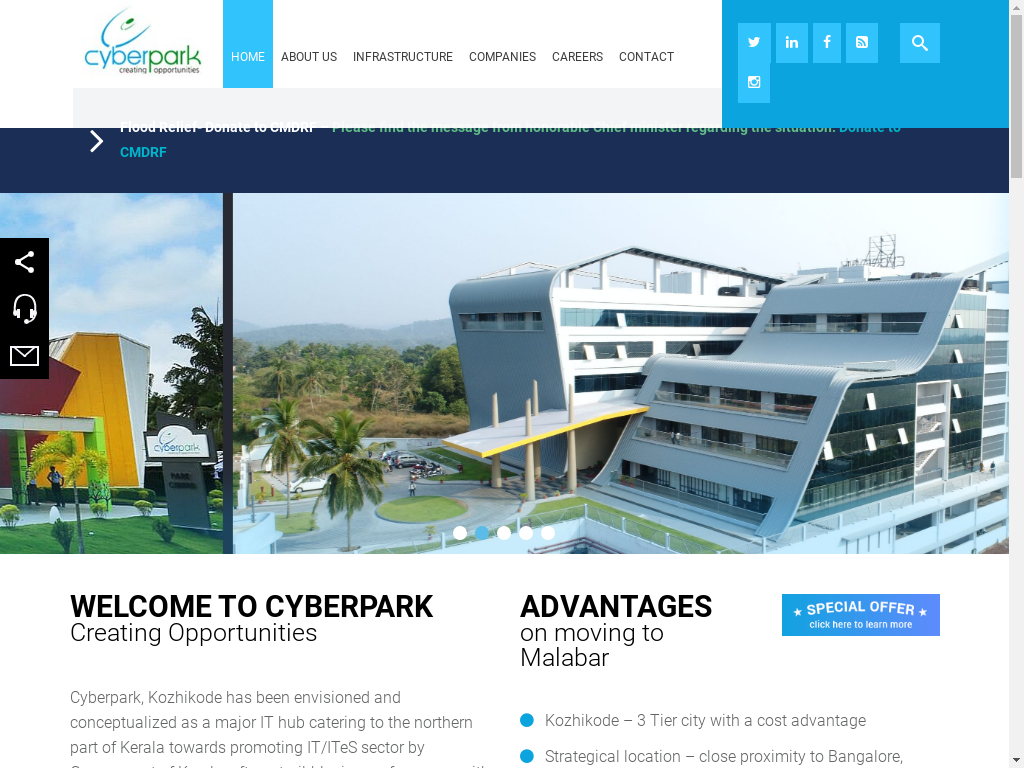 cyberpark
creating opportunities
HOME
ABOUT US
INFRASTRUCTURE
COMPANIES
CAREERS
CONTACT
Flood Relief- Donate to CMDRF – Please find the message from honorable Chief minister regarding the situation. Donate to
CMDRF
cyberpark
SPECIAL OFFER
click here to learn more
WELCOME TO CYBERPARK
Creating Opportunities
Cyberpark, Kozhikode has been envisioned and
conceptualized as a major IT hub catering to the northern
part of Kerala towards promoting IT/ITeS sector by
ADVANTAGES
on moving to
Malabar
Kozhikode – 3 Tier city with a cost advantage
Strategical location – close proximity to Bangalore,